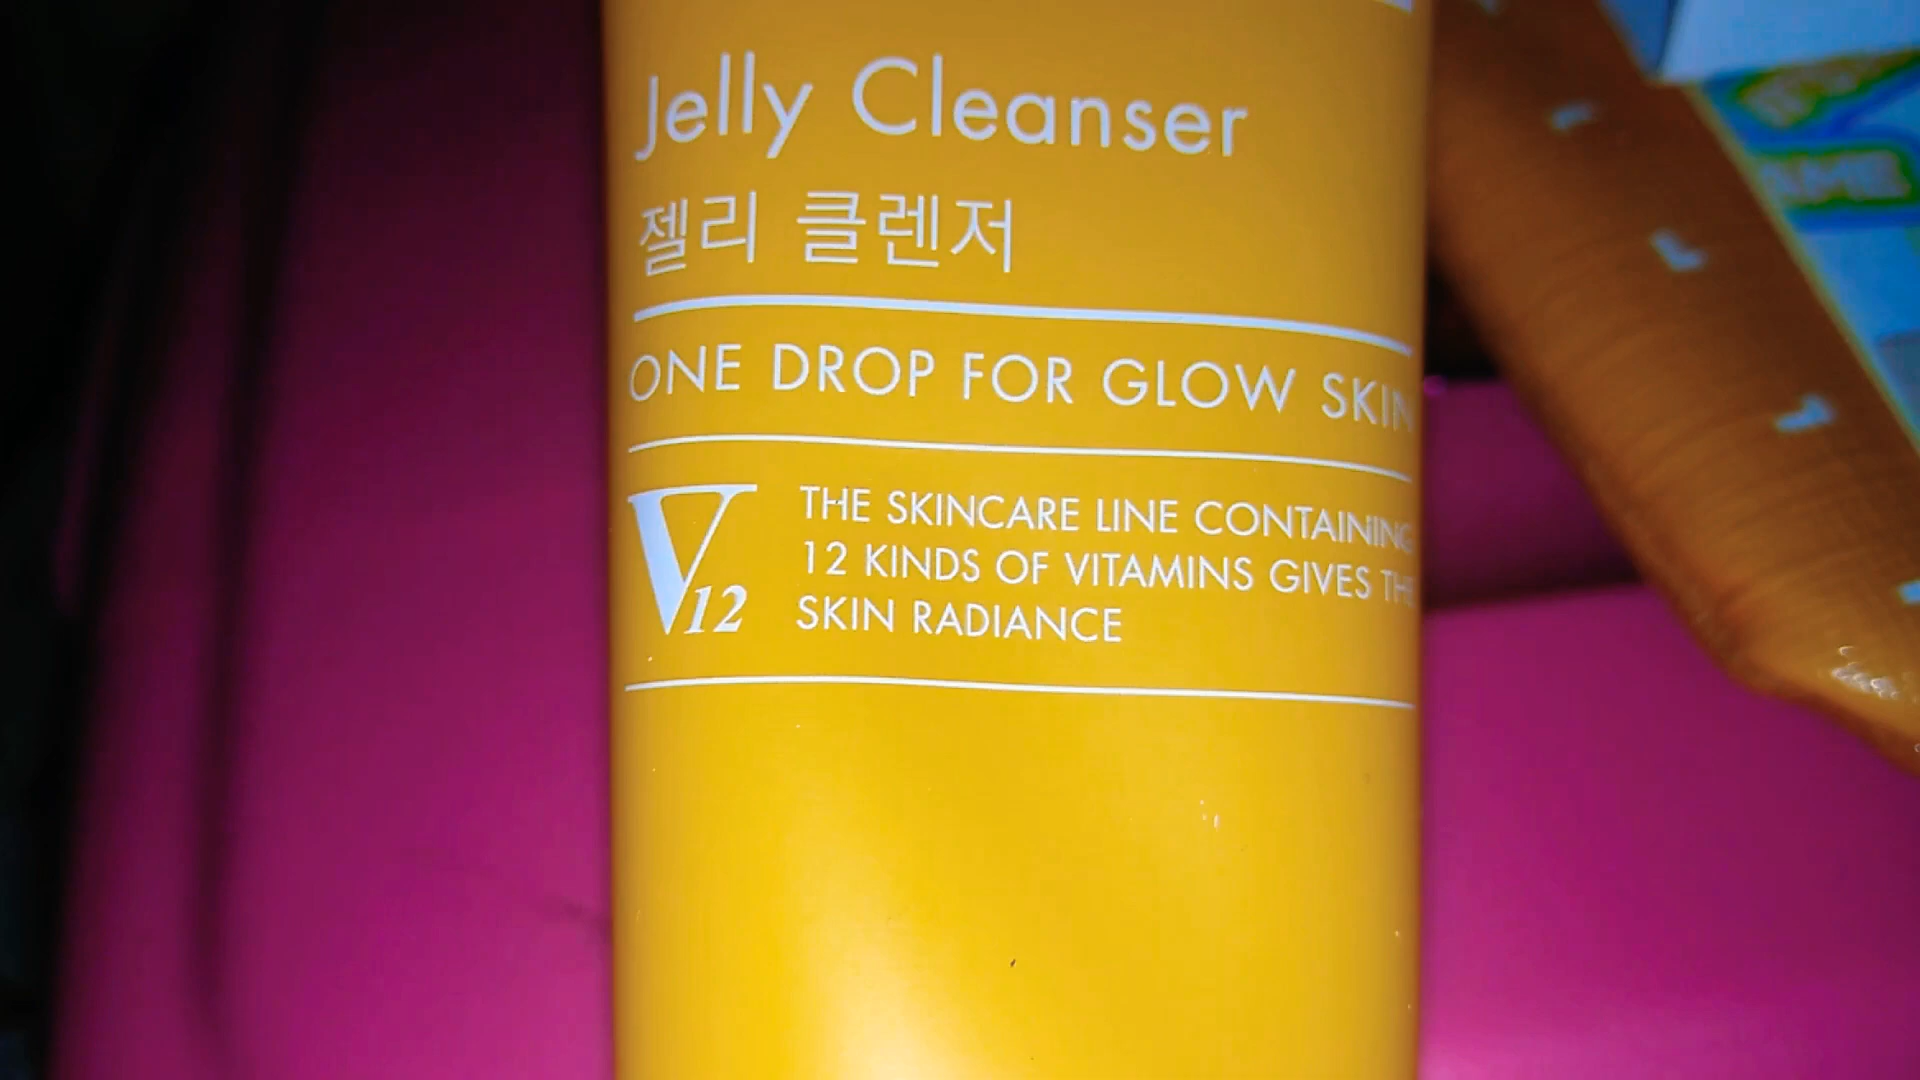 Jelly Cleanser
젤리 클렌저
ONE DROP FOR GLOW SKIN
V12
THE SKINCARE LINE CONTAINING
12 KINDS OF VITAMINS GIVES THE
SKIN RADIANCE